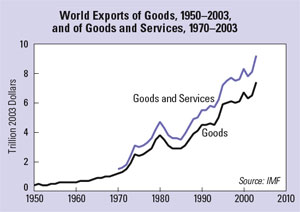 World Exports of Goods, 1950–2003,
and of Goods and Services, 1970–2003
Trillion 2003 Dollars
10
8
6
4
2
0
Goods and Services
Goods
Source: IMF
1950 1960 1970 1980 1990 2000 2010